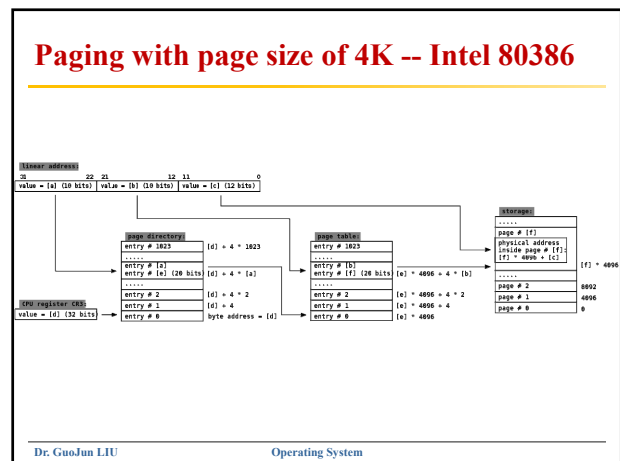 Paging with page size of 4K -- Intel 80386
linear address:
31 22 21 12 11 0
value = [a] (10 bits) value = [b] (10 bits) value = [c] (12 bits)
page directory:
entry # 1023 [d] + 4 * 1023
.....
entry # [a]
entry # [e] (20 bits) [d] + 4 * [a]
.....
entry # 2 [d] + 4 * 2
entry # 1 [d] + 4
entry # 0 byte address = [d]
CPU register CR3:
value = [d] (32 bits)
page table:
entry # 1023
.....
entry # [b]
entry # [f] (20 bits) [e] * 4096 + 4 * [b]
.....
entry # 2 [e] * 4096 + 4 * 2
entry # 1 [e] * 4096 + 4
entry # 0 [e] * 4096
storage:
.....
page # [f]
physical address
inside page # [f]:
[f] * 4096 + [c]
[f] * 4096
.....
page # 2 8092
page # 1 4096
page # 0 0
Dr. GuoJun LIU Operating System